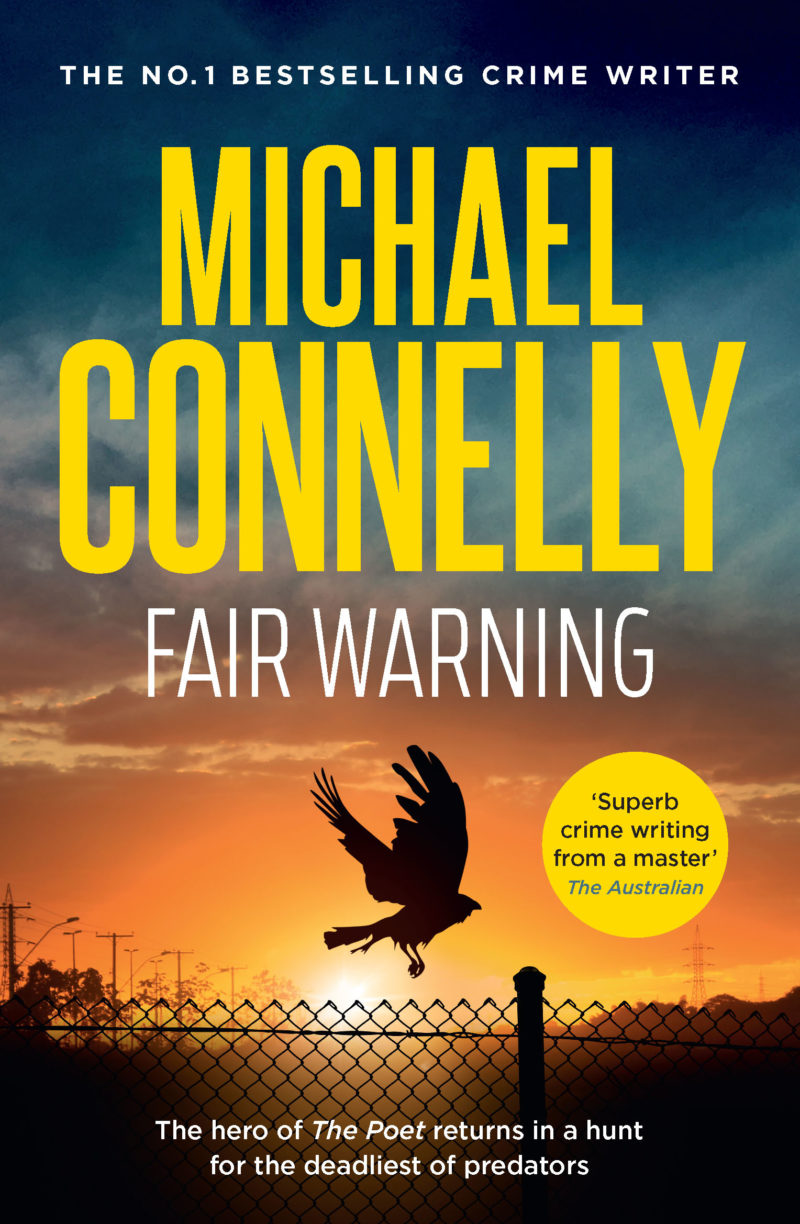 THE NO.1 BESTSELLING CRIME WRITER
MICHAEL
CONNELLY
FAIR WARNING
‘Superb
crime writing
from a master’
The Australian
The hero of The Poet returns in a hunt
for the deadliest of predators